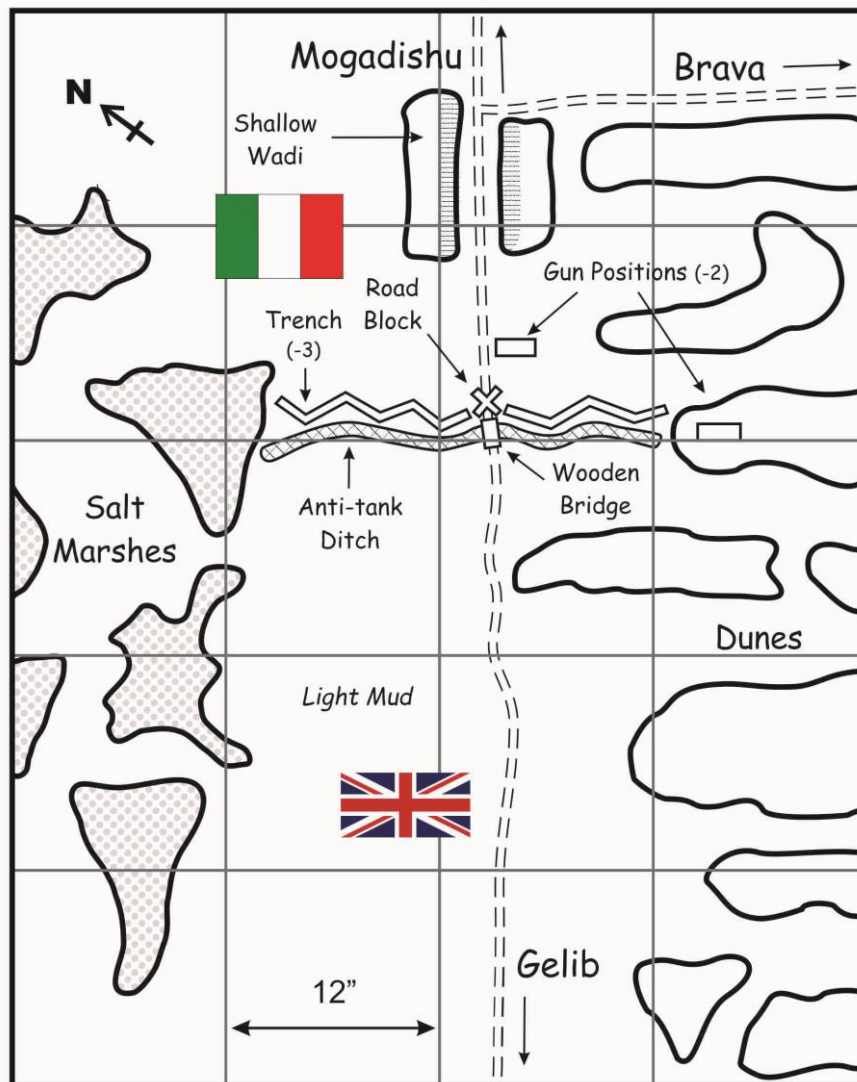 Mogadishu
Brava
N
Shallow
Wadi
Gun Positions (-2)
Road
Block
Trench
(-3)
Wooden
Bridge
Anti-tank
Ditch
Salt
Marshes
Dunes
Light Mud
Gelib
12"